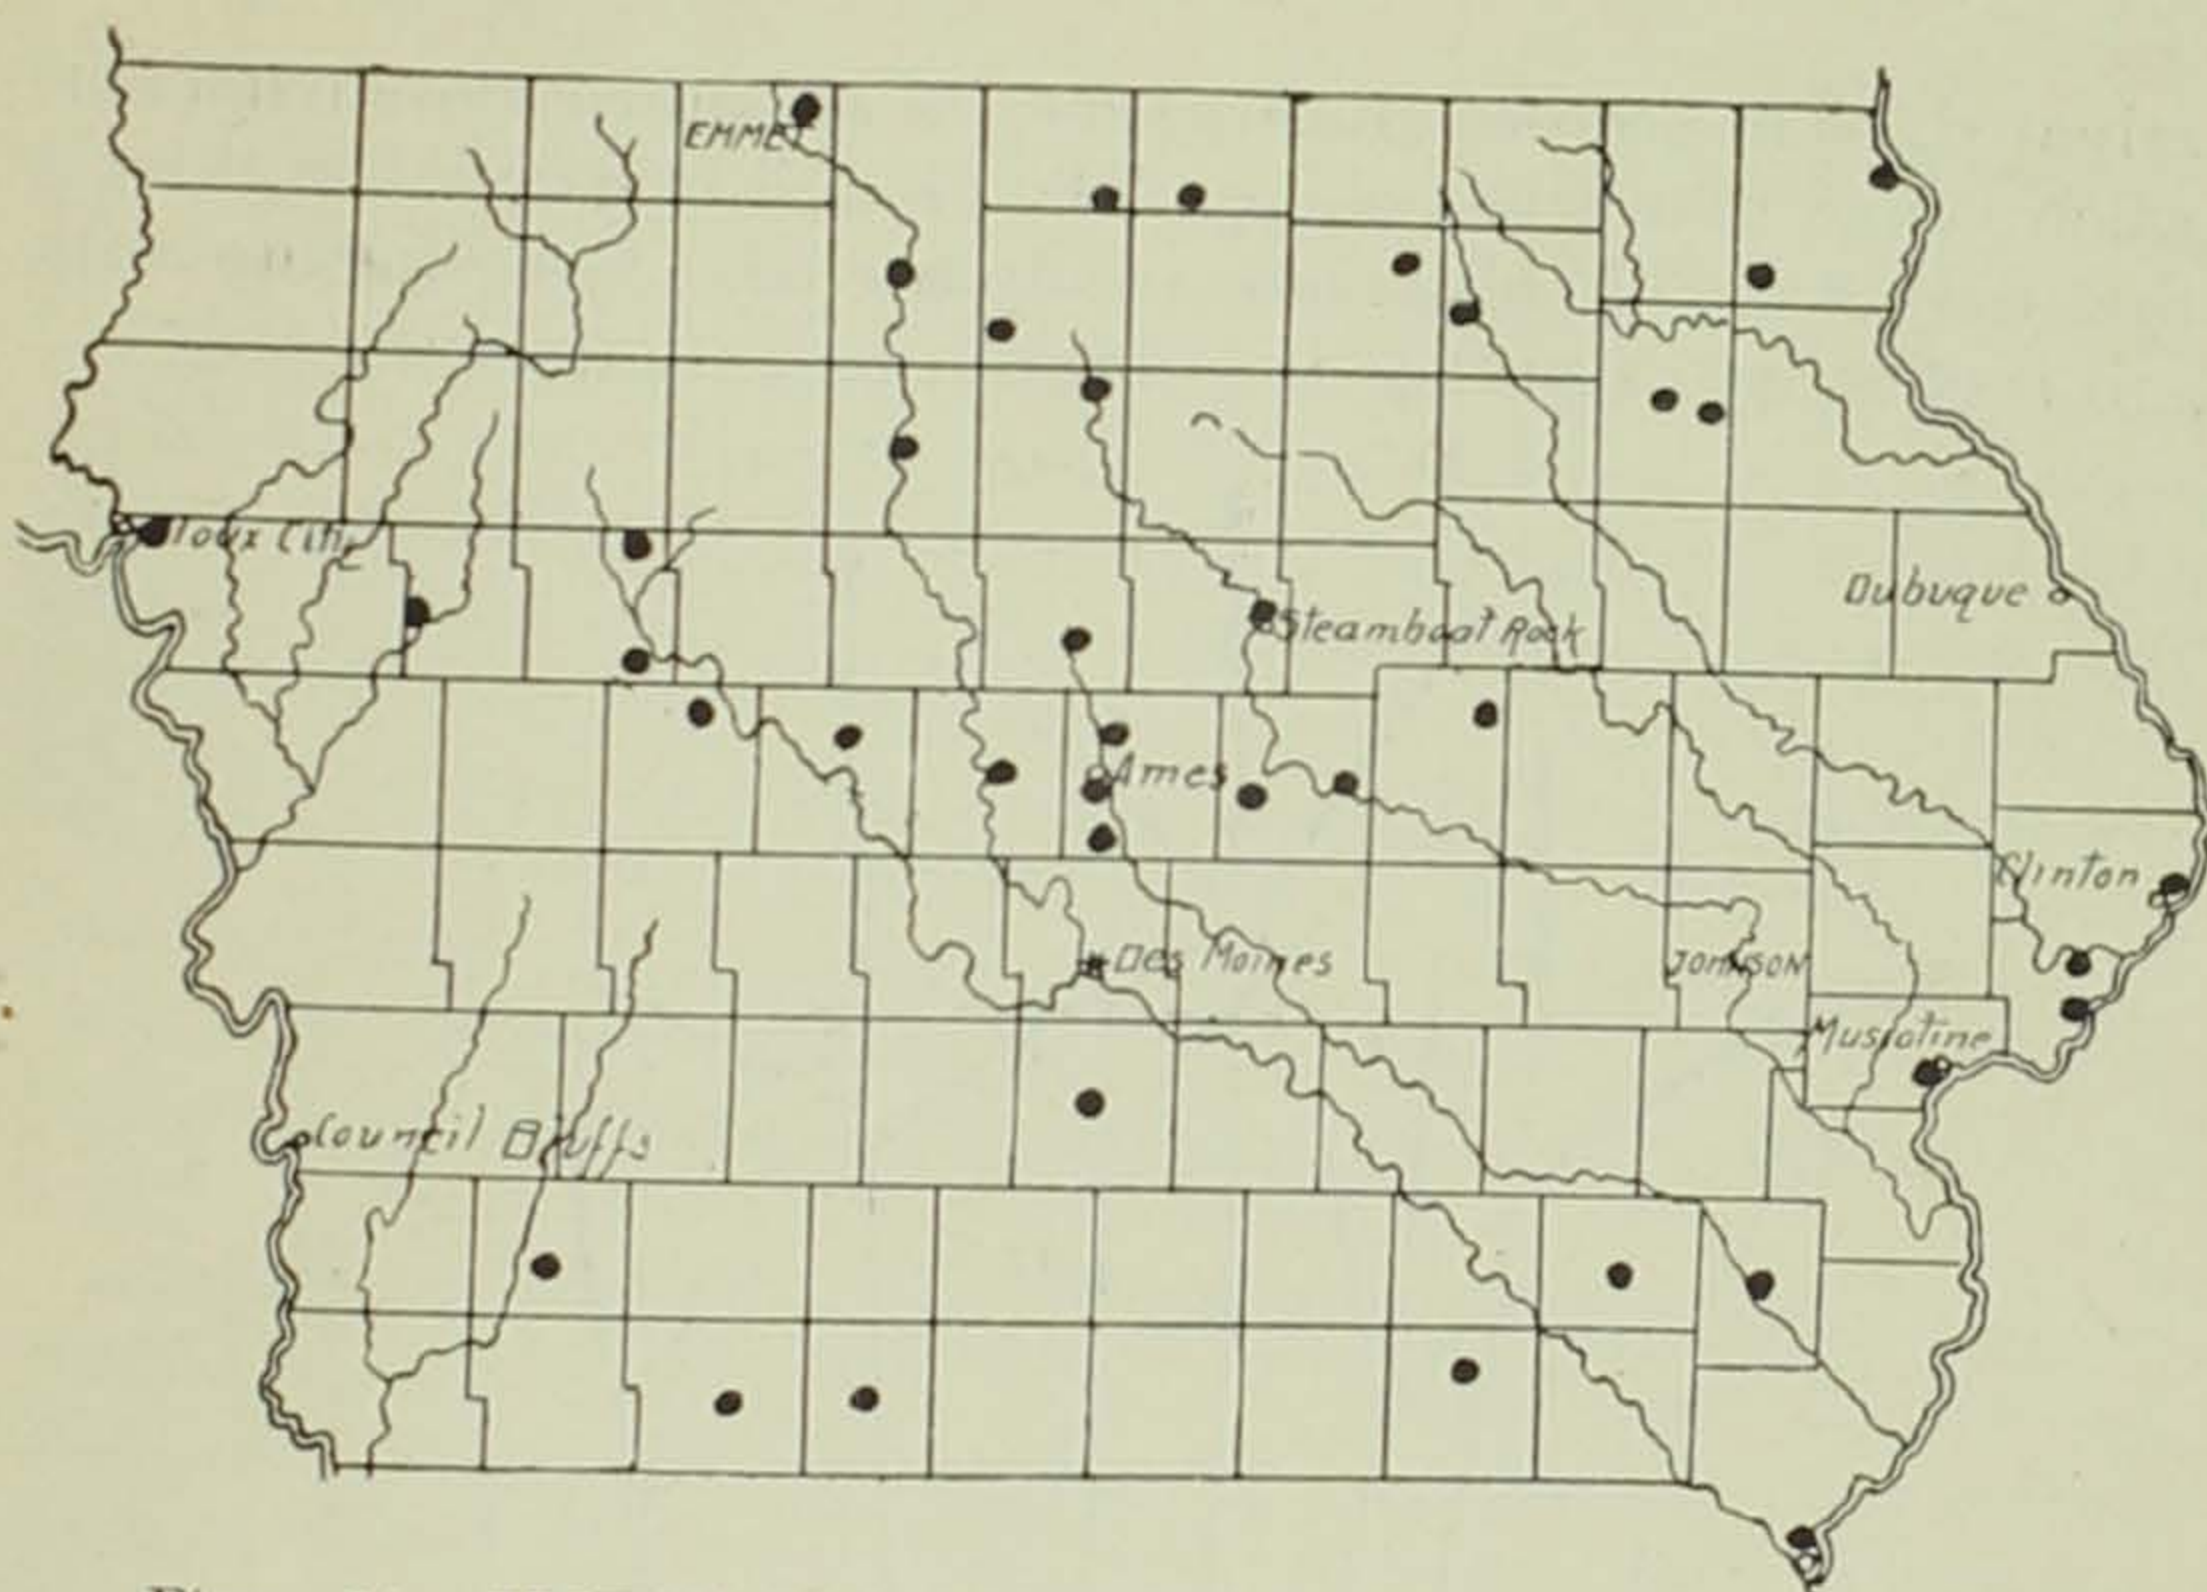 EMMET
Sioux City
Dubuque
Steamboat Rock
Ames
Clinton
Des Moines
JOHNSON
Muscatine
Council Bluffs